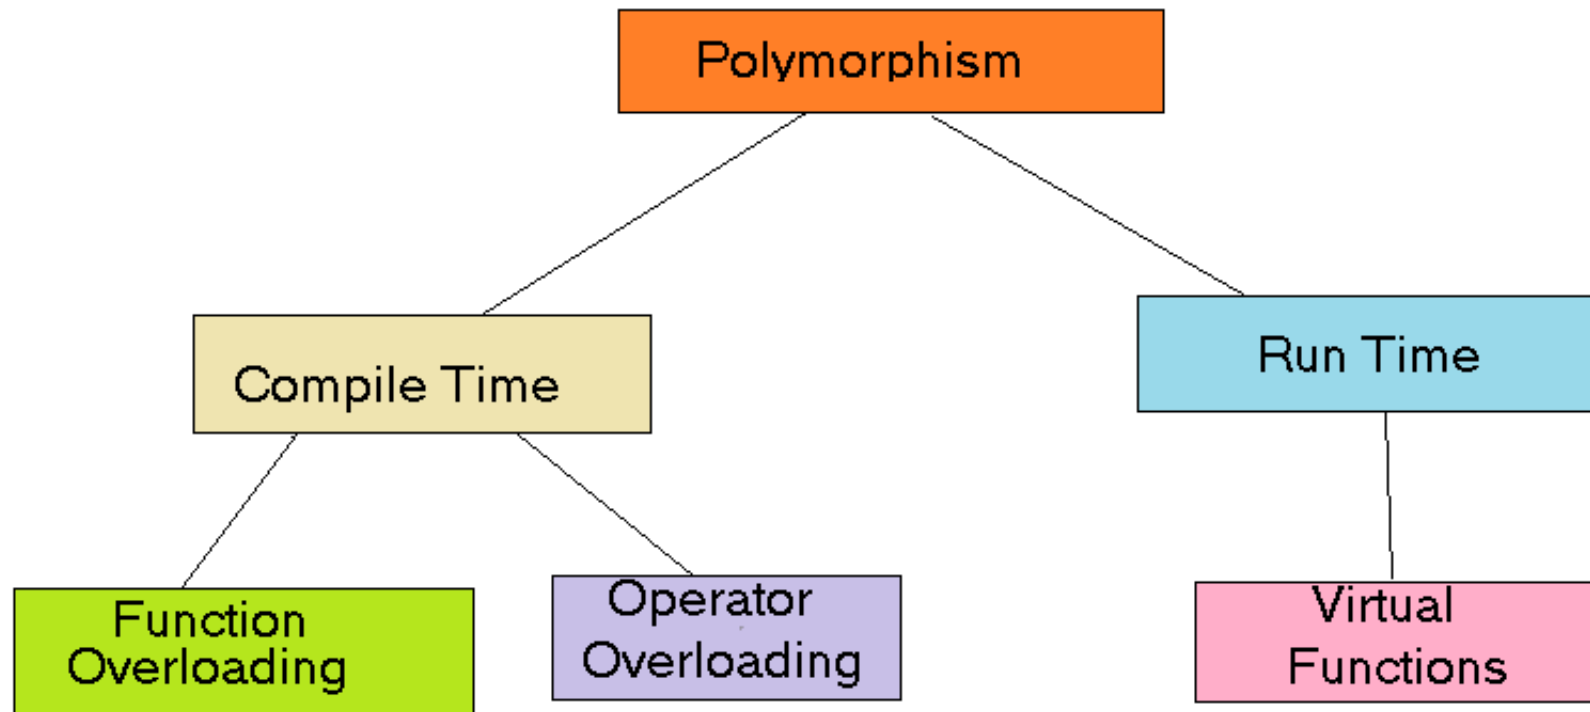 Polymorphism
Compile Time
Run Time
Function
Overloading
Operator
Overloading
Virtual
Functions